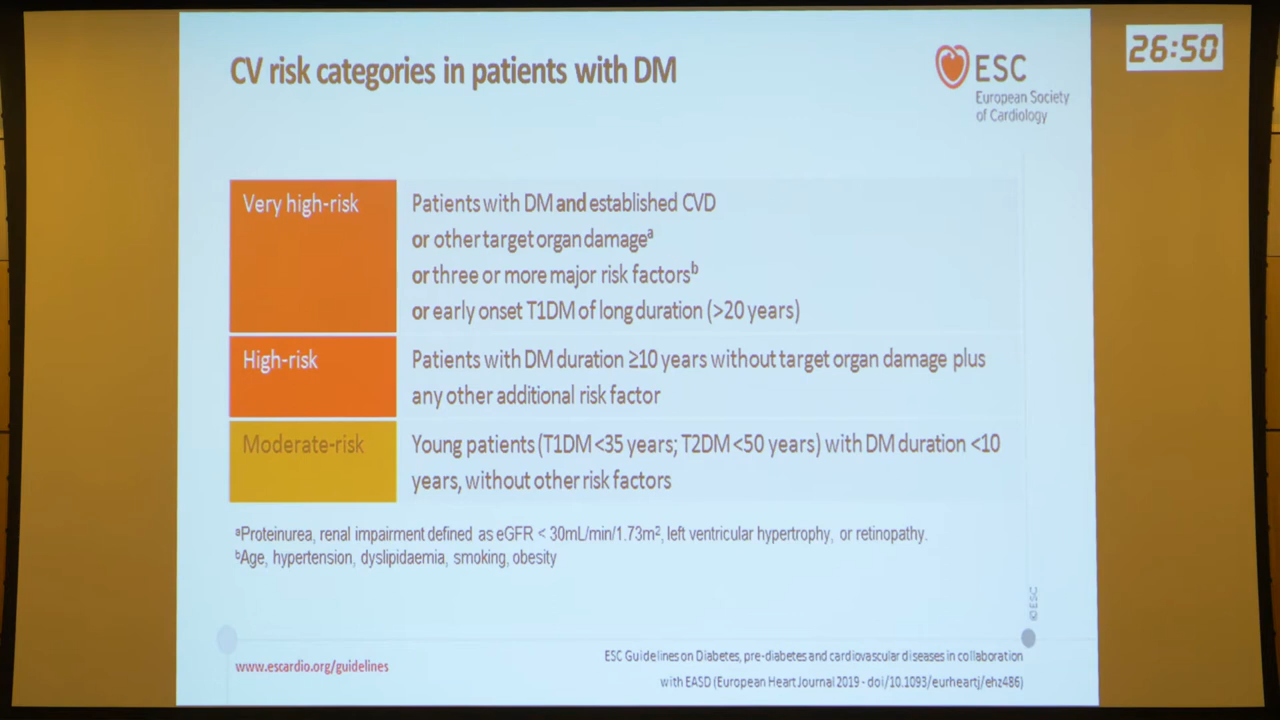 CV risk categories in patients with DM
ESC
European Society
of Cardiology
26:50
Very high-risk
Patients with DM and established CVD
or other target organ damageᵃ
or three or more major risk factorsᵇ
or early onset T1DM of long duration (>20 years)
High-risk
Patients with DM duration ≥10 years without target organ damage plus
any other additional risk factor
Moderate-risk
Young patients (T1DM <35 years; T2DM <50 years) with DM duration <10
years, without other risk factors
ᵃProteinurea, renal impairment defined as eGFR < 30mL/min/1.73m², left ventricular hypertrophy, or retinopathy.
ᵇAge, hypertension, dyslipidaemia, smoking, obesity
©ESC
www.escardio.org/guidelines
ESC Guidelines on Diabetes, pre-diabetes and cardiovascular diseases in collaboration
with EASD (European Heart Journal 2019 - doi/10.1093/eurheartj/ehz486)